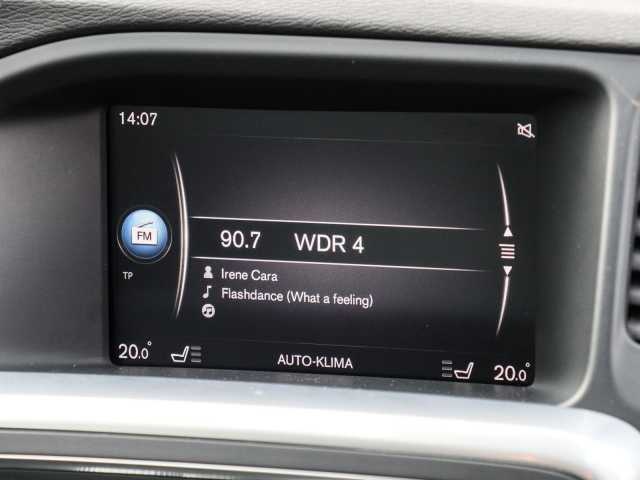 14:07
FM
90.7 WDR 4
TP
Irene Cara
Flashdance (What a feeling)
20.0° AUTO-KLIMA 20.0°